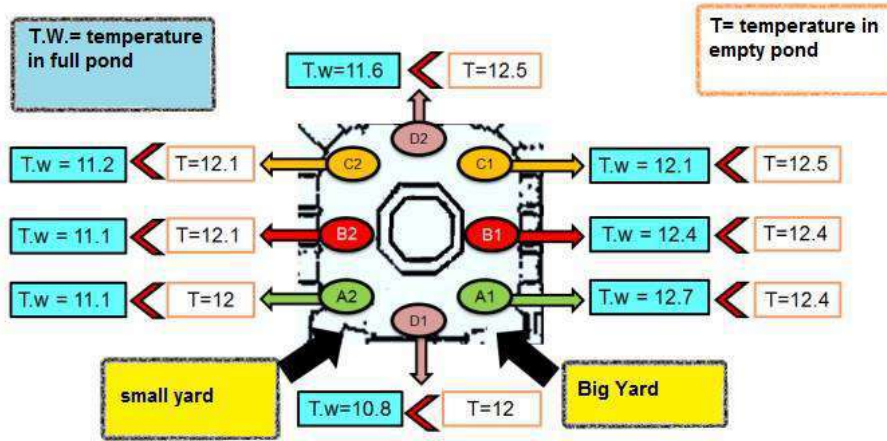 T.W.= temperature
in full pond
T= temperature in
empty pond
T.w=11.6
T=12.5
D2
T.w = 11.2
T=12.1
C2
C1
T.w = 12.1
T=12.5
T.w = 11.1
T=12.1
B2
B1
T.w = 12.4
T=12.4
T.w = 11.1
T=12
A2
A1
T.w = 12.7
T=12.4
D1
small yard
Big Yard
T.w=10.8
T=12